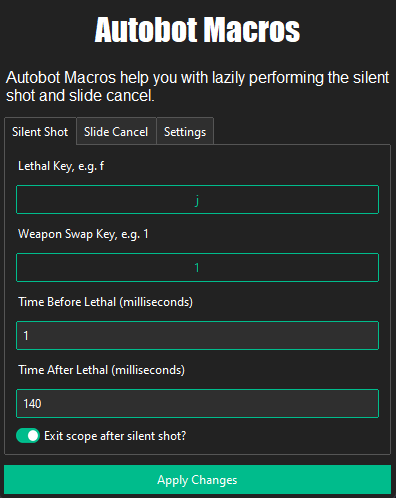 Autobot Macros
Autobot Macros help you with lazily performing the silent
shot and slide cancel.
Silent Shot Slide Cancel Settings
Lethal Key, e.g. f
j
Weapon Swap Key, e.g. 1
1
Time Before Lethal (milliseconds)
1
Time After Lethal (milliseconds)
140
Exit scope after silent shot?
Apply Changes